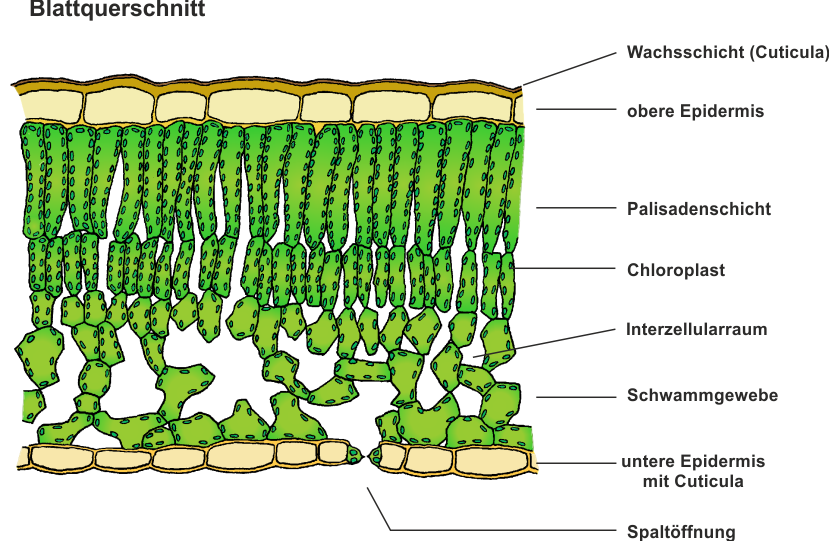 Blattquerschnitt
Wachsschicht (Cuticula)
obere Epidermis
Palisadenschicht
Chloroplast
Interzellularraum
Schwammgewebe
untere Epidermis
mit Cuticula
Spaltöffnung